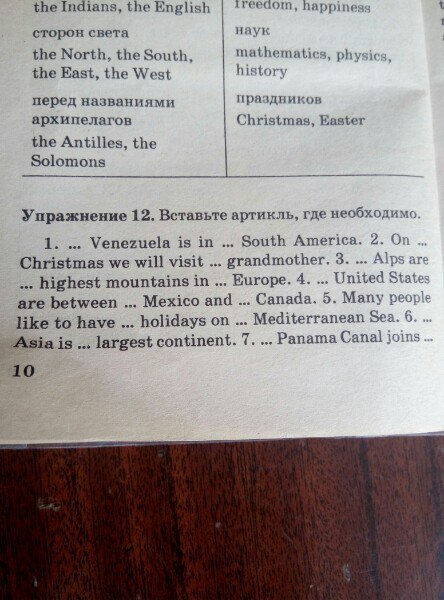 the Indians, the English
freedom, happiness
сторон света
the North, the South,
the East, the West
наук
mathematics, physics,
history
перед названиями
архипелагов
the Antilles, the
Solomons
праздников
Christmas, Easter
Упражнение 12. Вставьте артикль, где необходимо.
1. ... Venezuela is in ... South America. 2. On ...
Christmas we will visit ... grandmother. 3. ... Alps are
... highest mountains in ... Europe. 4. ... United States
are between ... Mexico and ... Canada. 5. Many people
like to have ... holidays on ... Mediterranean Sea. 6. ...
Asia is ... largest continent. 7. ... Panama Canal joins ...
10